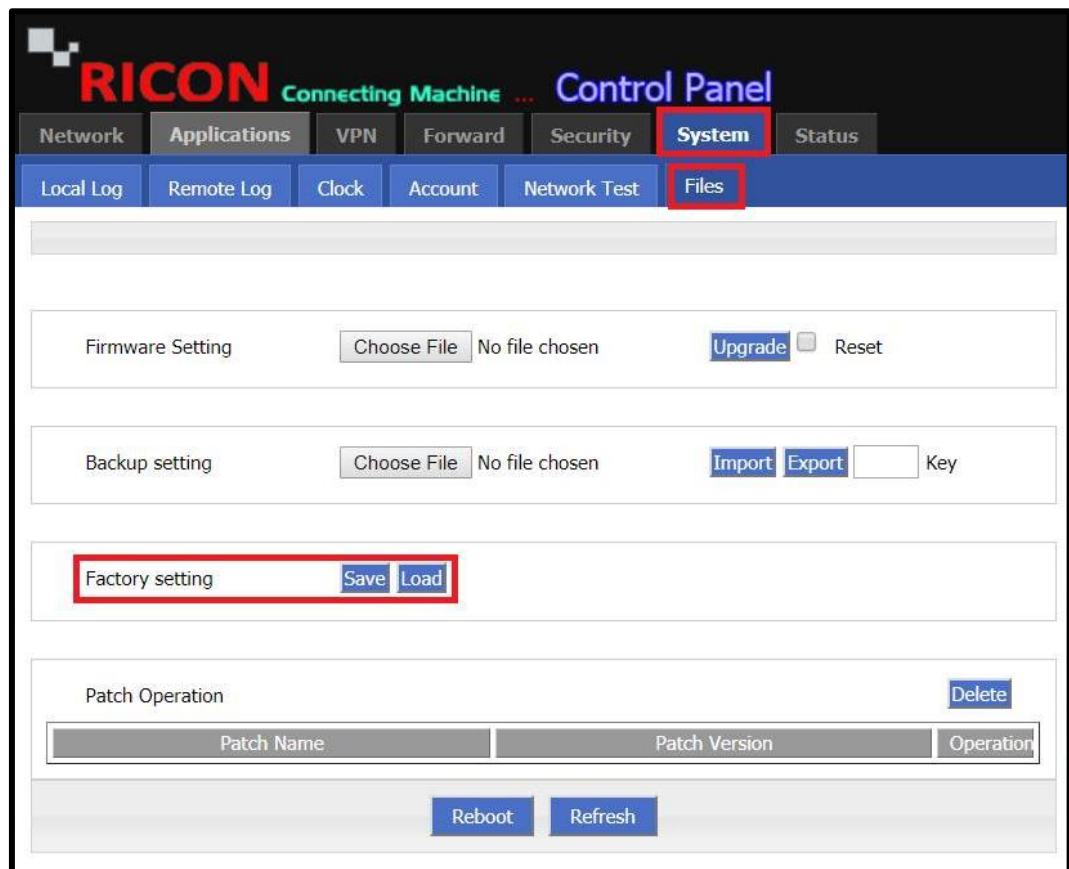 RICON Connecting Machine ... Control Panel
Network Applications VPN Forward Security System Status
Local Log Remote Log Clock Account Network Test Files
Firmware Setting Choose File No file chosen Upgrade Reset
Backup setting Choose File No file chosen Import Export Key
Factory setting Save Load
Patch Operation Delete
Patch Name Patch Version Operation
Reboot Refresh